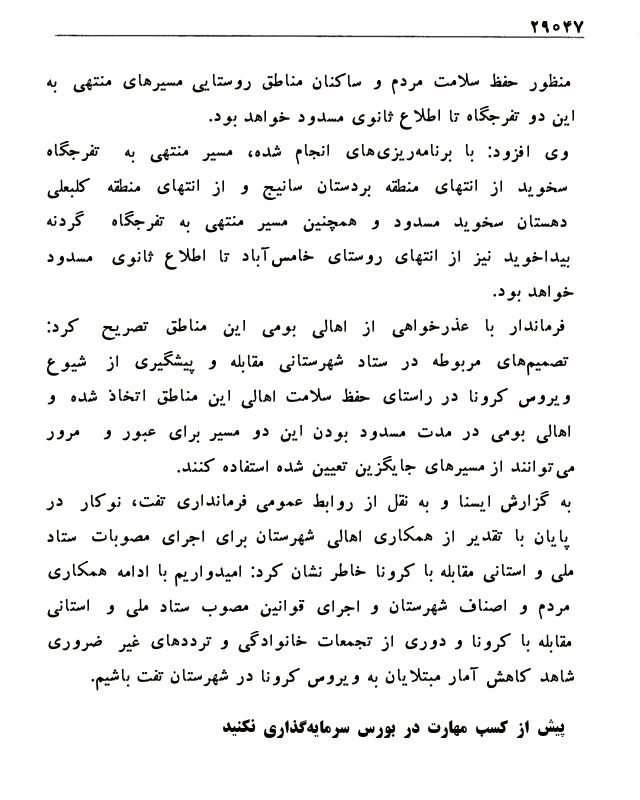 ۲۹۰۴۷
منظور حفظ سلامت مردم و ساکنان مناطق روستایی مسیرهای منتهی به
این دو تفرجگاه تا اطلاع ثانوی مسدود خواهد بود.
وی افزود: با برنامه‌ریزی‌های انجام شده، مسیر منتهی به تفرجگاه
سخوید از انتهای منطقه بردستان سانیج و از انتهای منطقه کلبعلی
دهستان سخوید مسدود و همچنین مسیر منتهی به تفرجگاه گردنه
بیداخوید نیز از انتهای روستای خامس‌آباد تا اطلاع ثانوی مسدود
خواهد بود.
فرماندار با عذرخواهی از اهالی بومی این مناطق تصریح کرد:
تصمیم‌های مربوطه در ستاد شهرستانی مقابله و پیشگیری از شیوع
ویروس کرونا در راستای حفظ سلامت اهالی این مناطق اتخاذ شده و
اهالی بومی در مدت مسدود بودن این دو مسیر برای عبور و مرور
می‌توانند از مسیرهای جایگزین تعیین شده استفاده کنند.
به گزارش ایسنا و به نقل از روابط عمومی فرمانداری تفت، نوکار در
پایان با تقدیر از همکاری اهالی شهرستان برای اجرای مصوبات ستاد
ملی و استانی مقابله با کرونا خاطر نشان کرد: امیدواریم با ادامه همکاری
مردم و اصناف شهرستان و اجرای قوانین مصوب ستاد ملی و استانی
مقابله با کرونا و دوری از تجمعات خانوادگی و ترددهای غیر ضروری
شاهد کاهش آمار مبتلایان به ویروس کرونا در شهرستان تفت باشیم.
پیش از کسب مهارت در بورس سرمایه‌گذاری نکنید